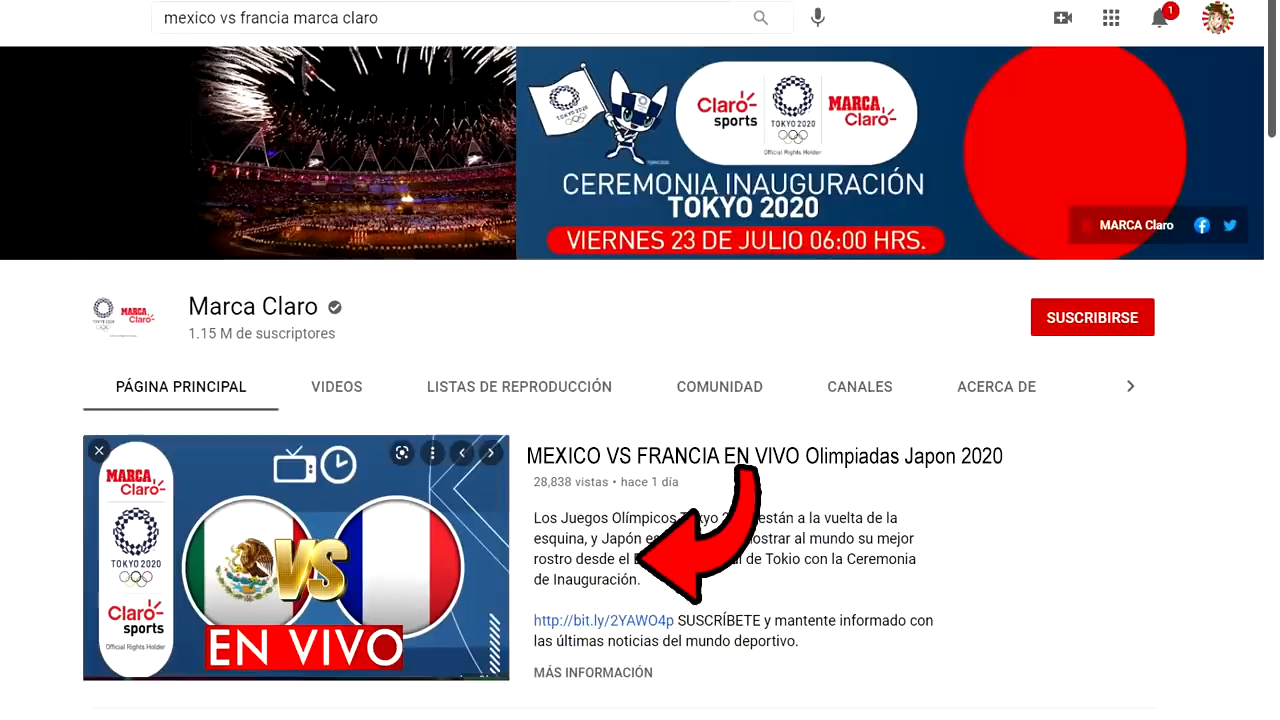 mexico vs francia marca claro
1
TOKYO 2020
Claro-
sports
TOKYO 2020
Official Rights Holder
MARCA
Claro-
CEREMONIA INAUGURACIÓN
TOKYO 2020
VIERNES 23 DE JULIO 06:00 HRS.
MARCA Claro
Marca Claro
1.15 M de suscriptores
SUSCRIBIRSE
PÁGINA PRINCIPAL VIDEOS LISTAS DE REPRODUCCIÓN COMUNIDAD CANALES ACERCA DE
MARCA
Claro-
TOKYO 2020
Claro-
sports
Official Rights Holder
VS
EN VIVO
MEXICO VS FRANCIA EN VIVO Olimpiadas Japon 2020
28,838 vistas • hace 1 día
Los Juegos Olímpicos están a la vuelta de la
esquina, y Japón mostrar al mundo su mejor
rostro desde el de Tokio con la Ceremonia
de Inauguración.
http://bit.ly/2YAWO4p SUSCRÍBETE y mantente informado con
las últimas noticias del mundo deportivo.
MÁS INFORMACIÓN